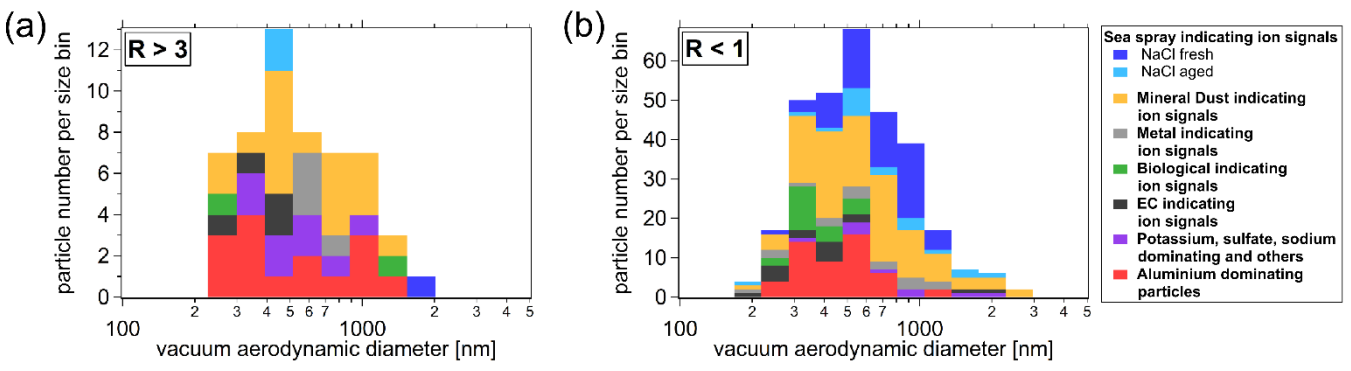 (a)
R > 3
particle number per size bin
12
10
8
6
4
2
0
100
2
3
4
5
6
7
1000
2
3
4
5
vacuum aerodynamic diameter [nm]
(b)
R < 1
particle number per size bin
60
50
40
30
20
10
0
100
2
3
4
5
6
7
1000
2
3
4
5
vacuum aerodynamic diameter [nm]
Sea spray indicating ion signals
NaCl fresh
NaCl aged
Mineral Dust indicating
ion signals
Metal indicating
ion signals
Biological indicating
ion signals
EC indicating
ion signals
Potassium, sulfate, sodium
dominating and others
Aluminium dominating
particles